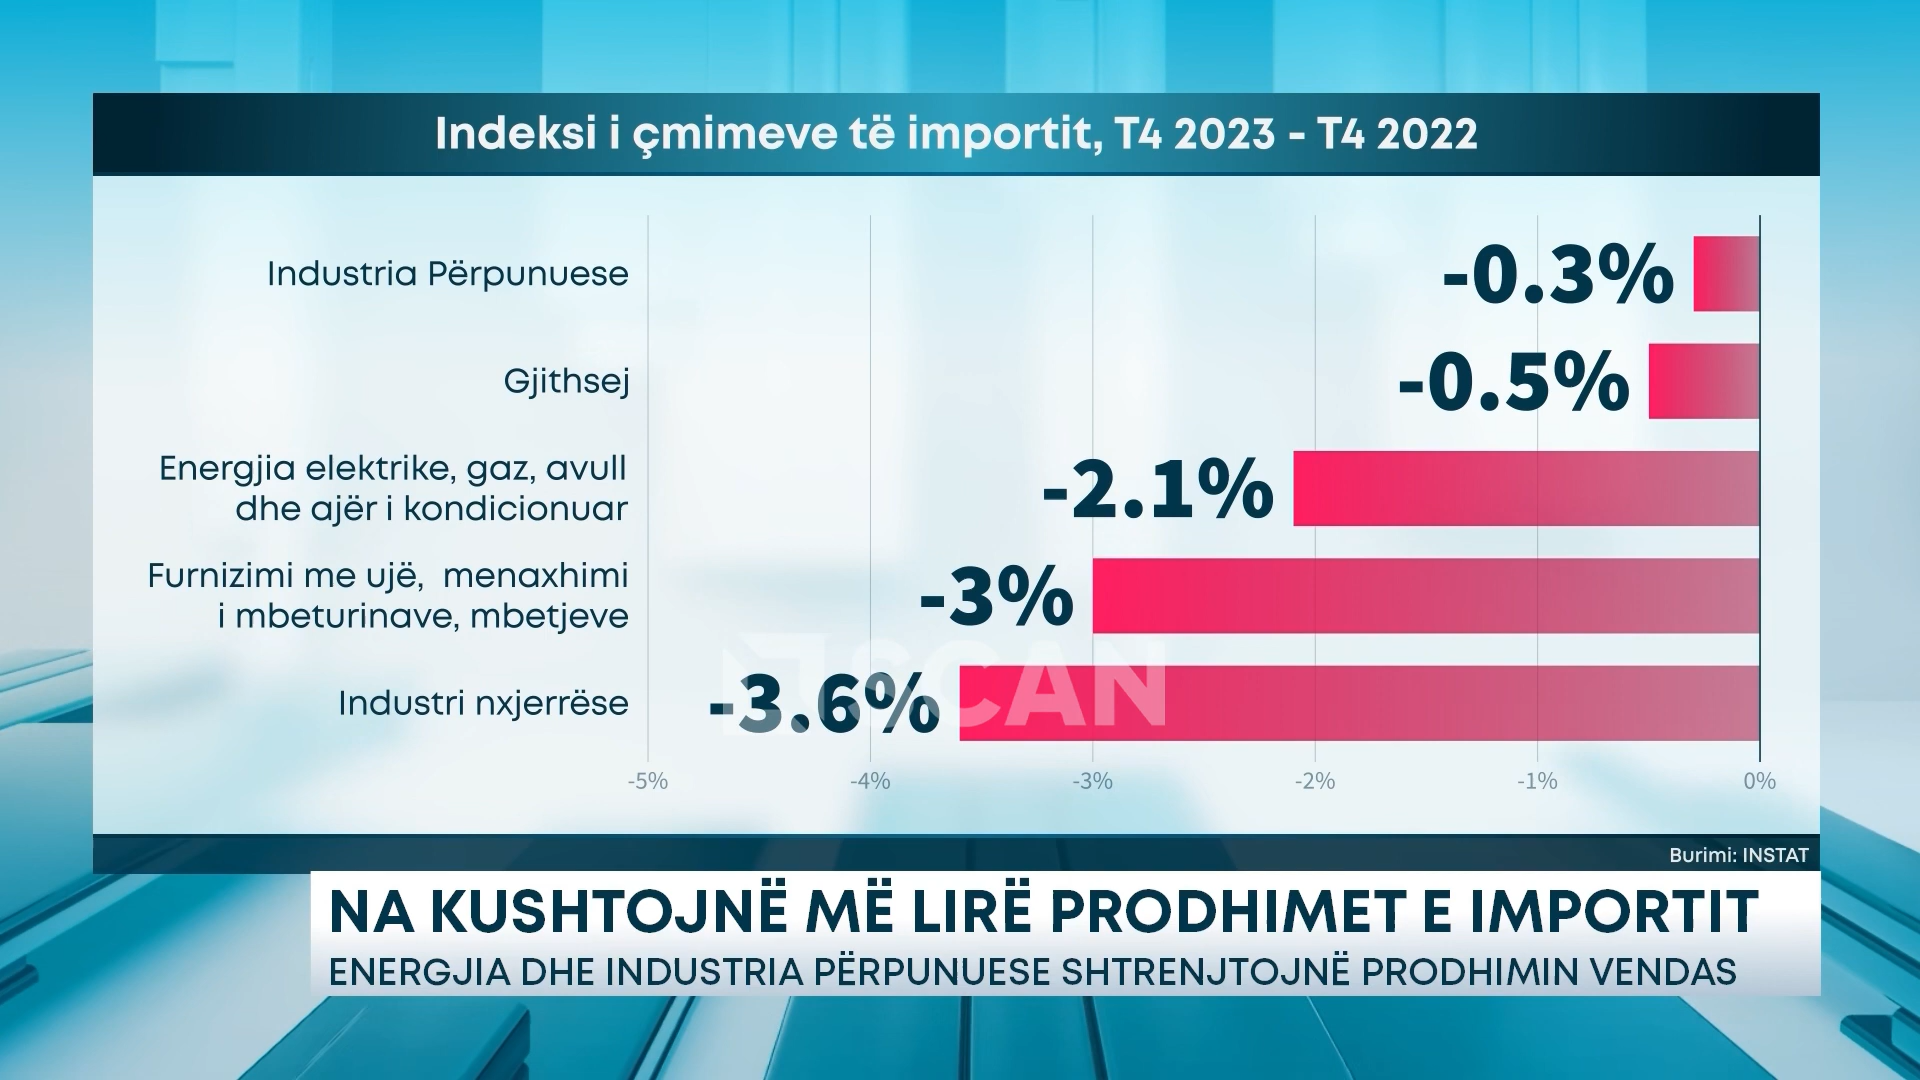 Indeksi i çmimeve të importit, T4 2023 - T4 2022
Industria Përpunuese
-0.3%
Gjithsej
-0.5%
Energjia elektrike, gaz, avull
dhe ajër i kondicionuar
-2.1%
Furnizimi me ujë,  menaxhimi
i mbeturinave, mbetjeve
-3%
Industri nxjerrëse
-3.6%
SCAN
-5% -4% -3% -2% -1% 0%
Burimi: INSTAT
NA KUSHTOJNË MË LIRË PRODHIMET E IMPORTIT
ENERGJIA DHE INDUSTRIA PËRPUNUESE SHTRENJTOJNË PRODHIMIN VENDAS